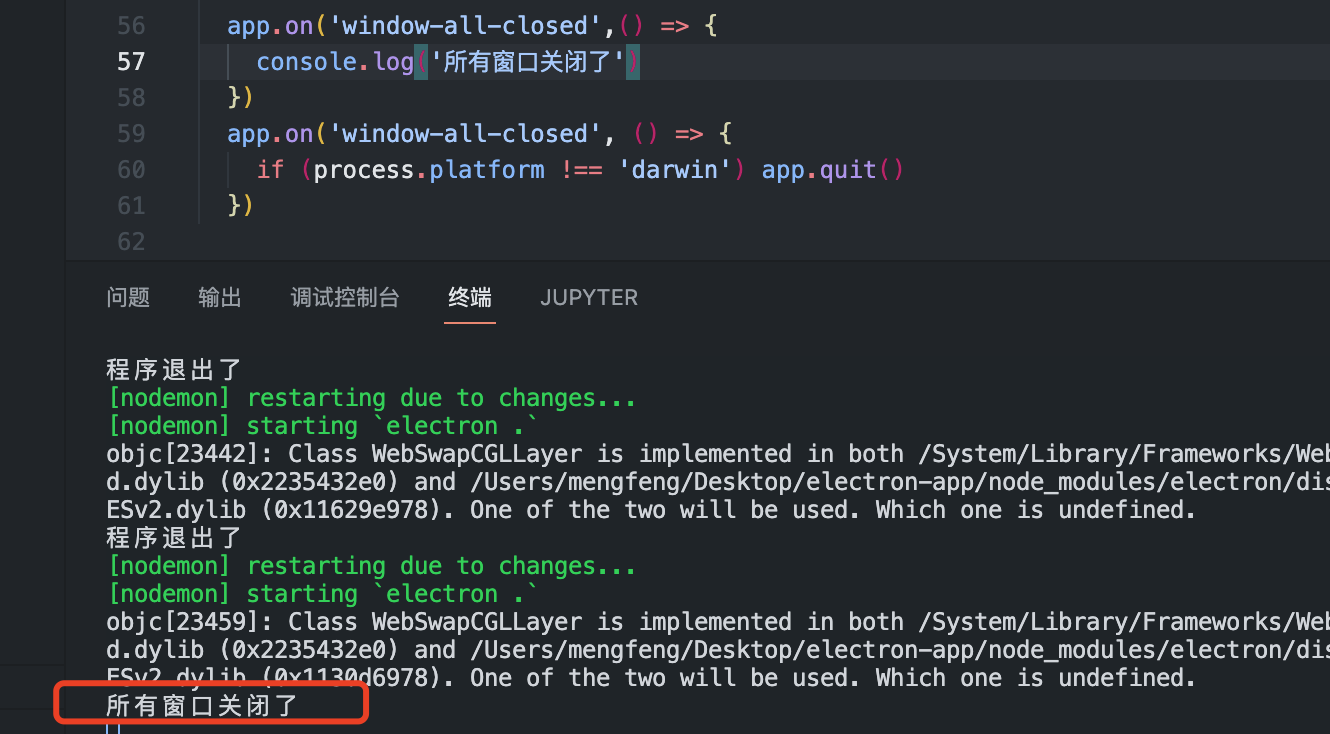 56 app.on('window-all-closed',() => {
57 console.log('所有窗口关闭了')
58 })
59 app.on('window-all-closed', () => {
60 if (process.platform !== 'darwin') app.quit()
61 })
62
问题 输出 调试控制台 终端 JUPYTER
程序退出了
[nodemon] restarting due to changes...
[nodemon] starting `electron .`
objc[23442]: Class WebSwapCGLLayer is implemented in both /System/Library/Frameworks/Web
d.dylib (0x2235432e0) and /Users/mengfeng/Desktop/electron-app/node_modules/electron/dis
ESv2.dylib (0x11629e978). One of the two will be used. Which one is undefined.
程序退出了
[nodemon] restarting due to changes...
[nodemon] starting `electron .`
objc[23459]: Class WebSwapCGLLayer is implemented in both /System/Library/Frameworks/Web
d.dylib (0x2235432e0) and /Users/mengfeng/Desktop/electron-app/node_modules/electron/dis
ESv2.dylib (0x1130d6978). One of the two will be used. Which one is undefined.
所有窗口关闭了